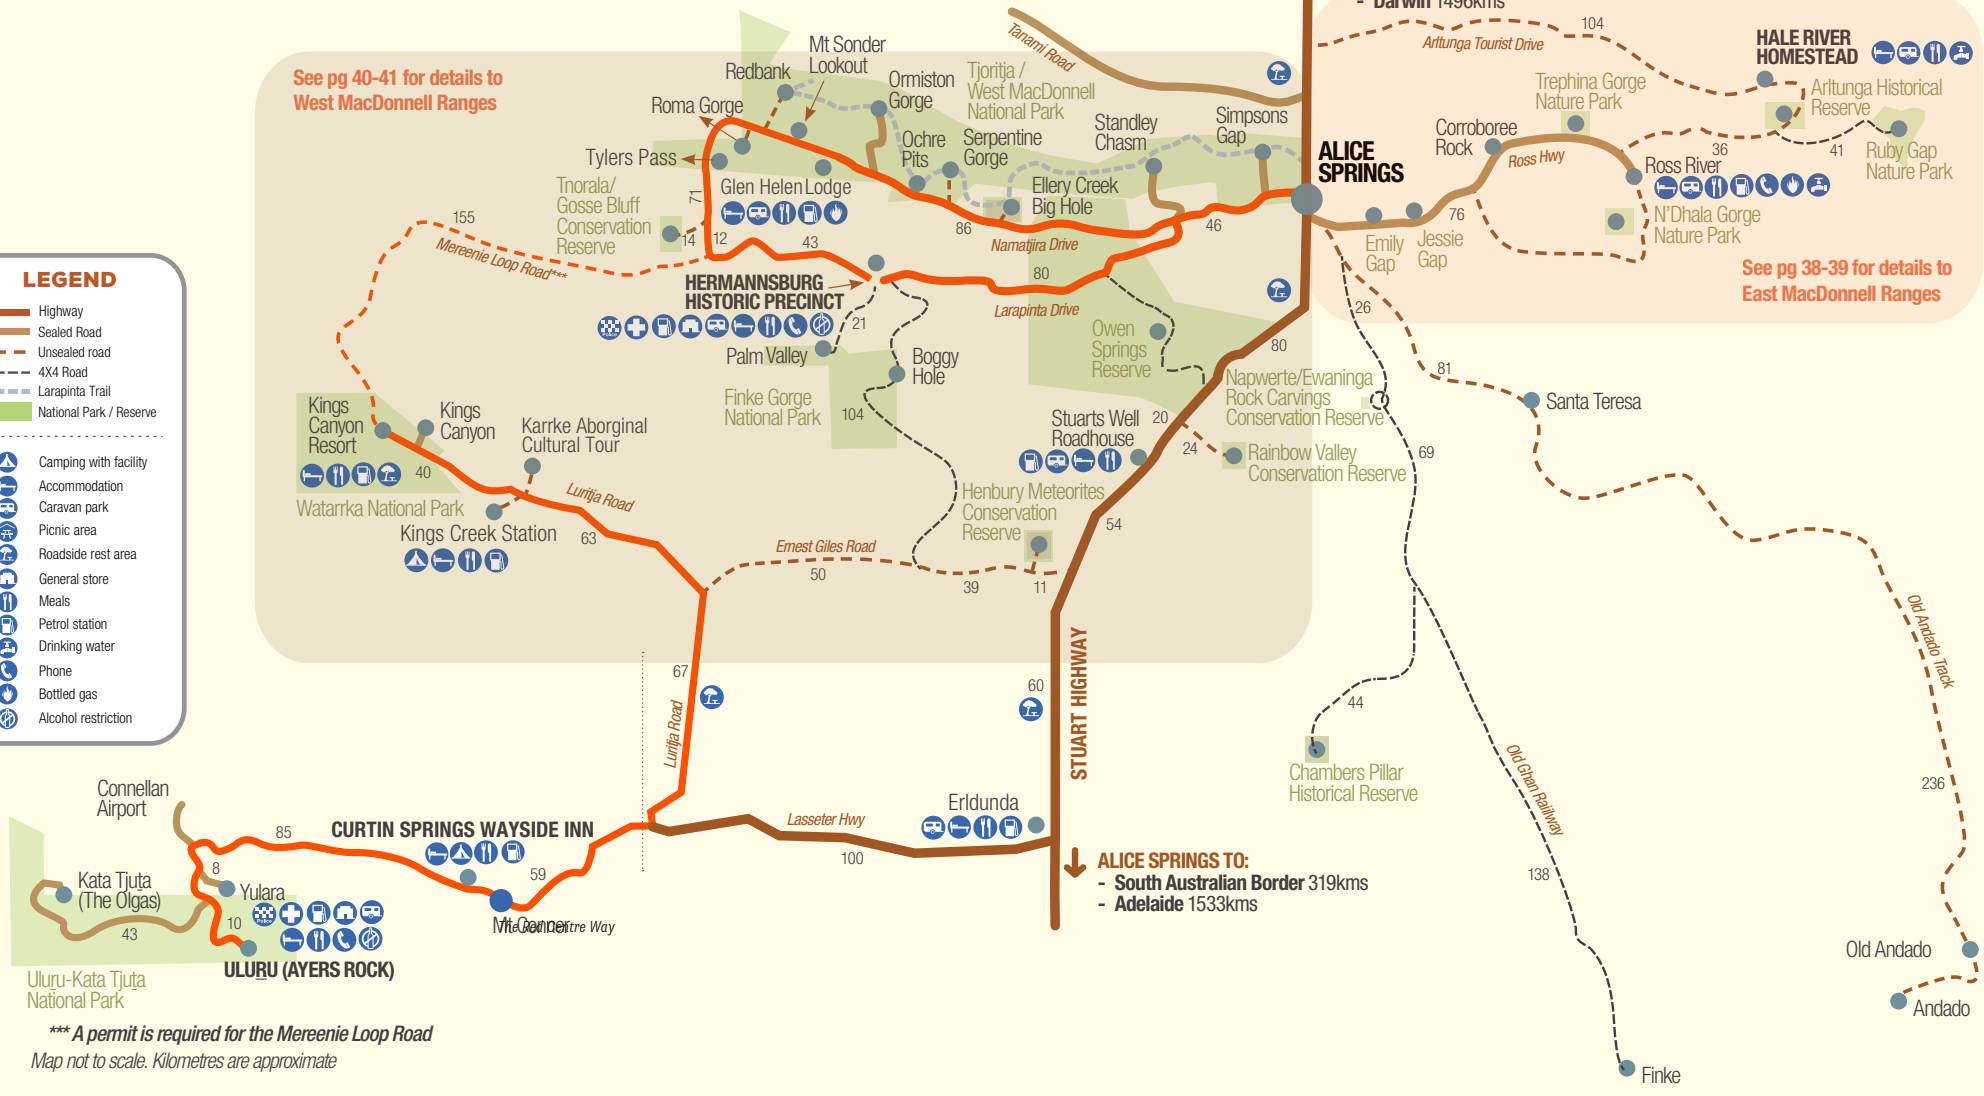 - Darwin 1496kms
104
Arltunga Tourist Drive
HALE RIVER
HOMESTEAD
Tanami Road
See pg 40-41 for details to
West MacDonnell Ranges
Mt Sonder
Lookout
Redbank
Ormiston
Gorge
Tjoritja /
West MacDonnell
National Park
Roma Gorge
Simpsons
Gap
Standley
Chasm
Ochre
Pits
Serpentine
Gorge
Tylers Pass
Ellery Creek
Big Hole
Glen Helen Lodge
Tnorala/
Gosse Bluff
Conservation
Reserve
71
14
12
43
86
Namatjira Drive
46
80
Larapinta Drive
155
Mereenie Loop Road***
HERMANNSBURG
HISTORIC PRECINCT
Police
21
Palm Valley
Boggy
Hole
Finke Gorge
National Park
104
Owen
Springs
Reserve
ALICE
SPRINGS
Trephina Gorge
Nature Park
Arltunga Historical
Reserve
Corroboree
Rock
Ross Hwy
36
41
Ruby Gap
Nature Park
Ross River
76
N'Dhala Gorge
Nature Park
Emily
Gap
Jessie
Gap
See pg 38-39 for details to
East MacDonnell Ranges
26
80
81
Santa Teresa
Napwerte/Ewaninga
Rock Carvings
Conservation Reserve
20
24
Rainbow Valley
Conservation Reserve
69
Stuarts Well
Roadhouse
Henbury Meteorites
Conservation
Reserve
54
LEGEND
Highway
Sealed Road
Unsealed road
4X4 Road
Larapinta Trail
National Park / Reserve
Camping with facility
Accommodation
Caravan park
Picnic area
Roadside rest area
General store
Meals
Petrol station
Drinking water
Phone
Bottled gas
Alcohol restriction
Kings
Canyon
Resort
Kings
Canyon
40
Watarrka National Park
Karrke Aborginal
Cultural Tour
Luritja Road
Kings Creek Station
63
Ernest Giles Road
50
39
11
67
Luritja Road
60
STUART HIGHWAY
44
Chambers Pillar
Historical Reserve
Old Ghan Railway
138
Old Andado Track
236
Old Andado
Andado
Finke
Connellan
Airport
85
CURTIN SPRINGS WAYSIDE INN
59
Mt Conner
The Red Centre Way
Lasseter Hwy
100
Erldunda
ALICE SPRINGS TO:
- South Australian Border 319kms
- Adelaide 1533kms
Kata Tjuṯa
(The Olgas)
8
Yulara
Police
10
43
ULUṞU (AYERS ROCK)
Uluṟu-Kata Tjuṯa
National Park
*** A permit is required for the Mereenie Loop Road
Map not to scale. Kilometres are approximate